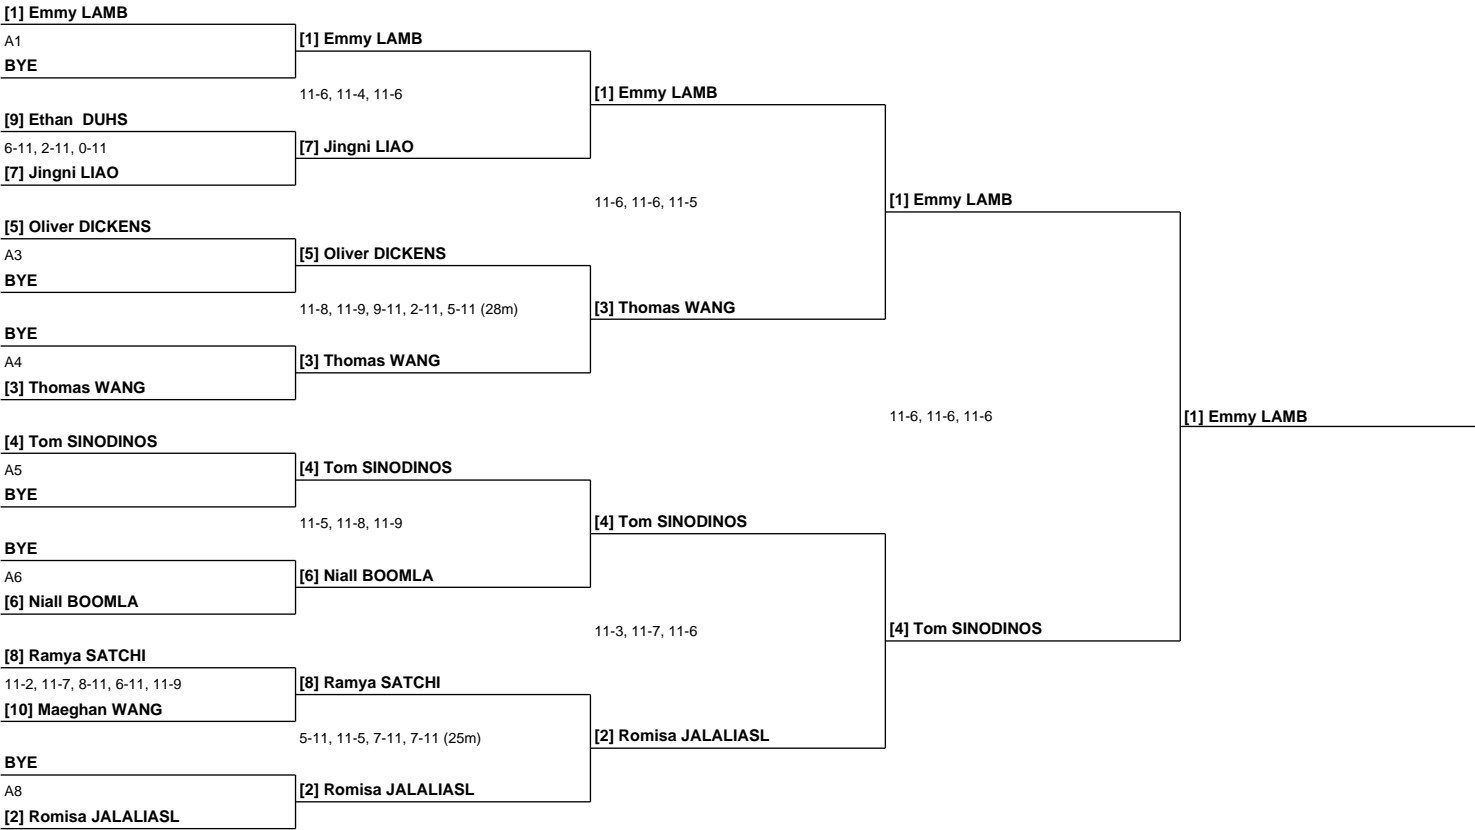 [1] Emmy LAMB
A1
BYE
[9] Ethan  DUHS
6-11, 2-11, 0-11
[7] Jingni LIAO
[5] Oliver DICKENS
A3
BYE
BYE
A4
[3] Thomas WANG
[4] Tom SINODINOS
A5
BYE
BYE
A6
[6] Niall BOOMLA
[8] Ramya SATCHI
11-2, 11-7, 8-11, 6-11, 11-9
[10] Maeghan WANG
BYE
A8
[2] Romisa JALALIASL
[1] Emmy LAMB
11-6, 11-4, 11-6
[7] Jingni LIAO
[5] Oliver DICKENS
11-8, 11-9, 9-11, 2-11, 5-11 (28m)
[3] Thomas WANG
[4] Tom SINODINOS
11-5, 11-8, 11-9
[6] Niall BOOMLA
[8] Ramya SATCHI
5-11, 11-5, 7-11, 7-11 (25m)
[2] Romisa JALALIASL
[1] Emmy LAMB
11-6, 11-6, 11-5
[3] Thomas WANG
[4] Tom SINODINOS
11-3, 11-7, 11-6
[2] Romisa JALALIASL
[1] Emmy LAMB
11-6, 11-6, 11-6
[4] Tom SINODINOS
[1] Emmy LAMB